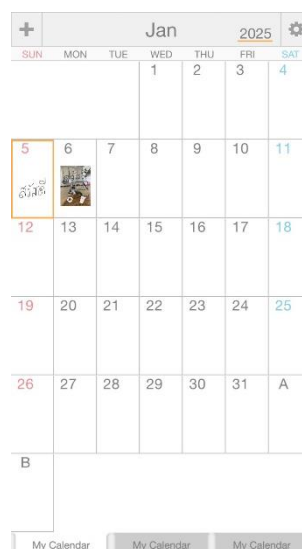 + Jan 2025
SUN MON TUE WED THU FRI SAT
1 2 3 4
5 6 7 8 9 10 11
12 13 14 15 16 17 18
19 20 21 22 23 24 25
26 27 28 29 30 31 A
B
My Calendar My Calendar My Calendar